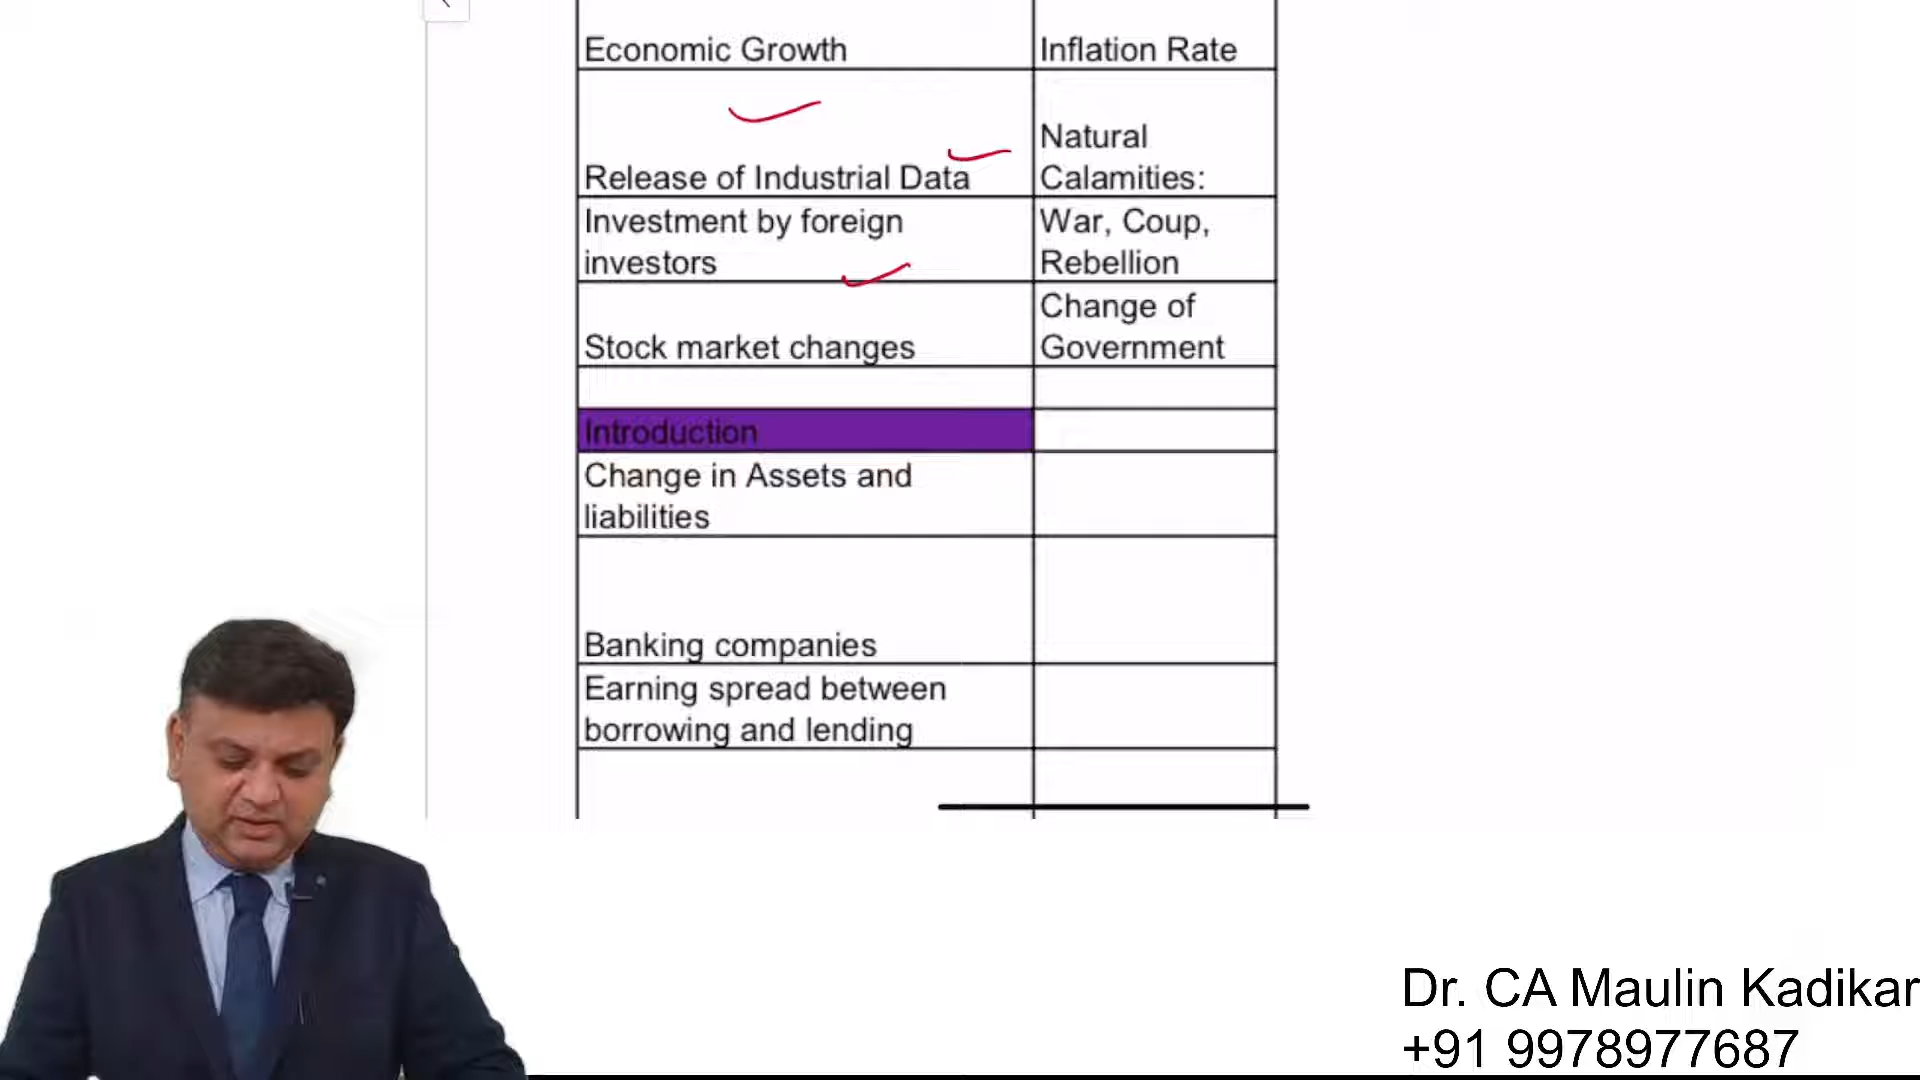 Economic Growth
Inflation Rate
Release of Industrial Data
Natural
Calamities:
Investment by foreign
investors
War, Coup,
Rebellion
Stock market changes
Change of
Government
Introduction
Change in Assets and
liabilities
Banking companies
Earning spread between
borrowing and lending
Dr. CA Maulin Kadikar
+91 9978977687